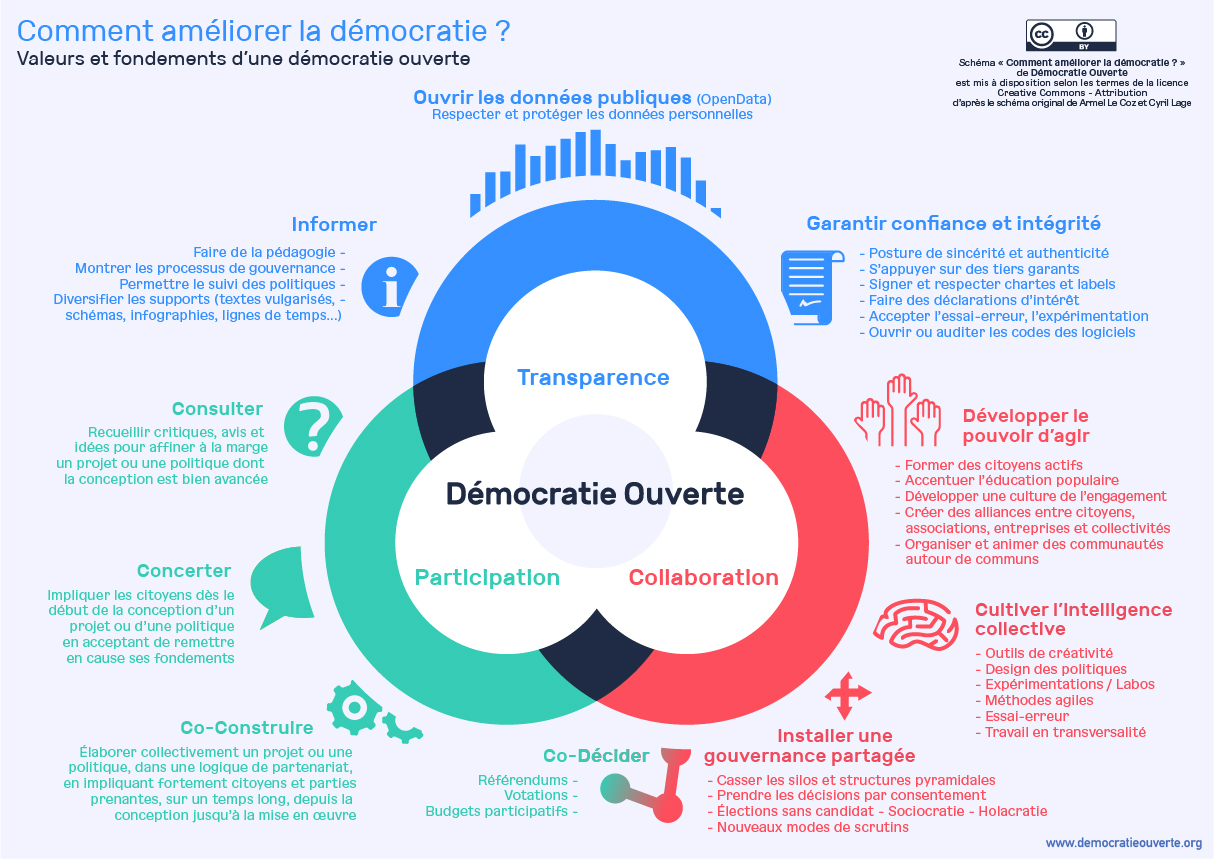 Comment améliorer la démocratie ?
Valeurs et fondements d'une démocratie ouverte
cc
BY
Schéma « Comment améliorer la démocratie ? »
de Démocratie Ouverte
est mis à disposition selon les termes de la licence
Creative Commons - Attribution
d'après le schéma original de Armel Le Coz et Cyril Lage
Ouvrir les données publiques (OpenData)
Respecter et protéger les données personnelles
Informer
Faire de la pédagogie -
Montrer les processus de gouvernance -
Permettre le suivi des politiques -
Diversifier les supports (textes vulgarisés, -
schémas, infographies, lignes de temps...)
Garantir confiance et intégrité
- Posture de sincérité et authenticité
- S'appuyer sur des tiers garants
- Signer et respecter chartes et labels
- Faire des déclarations d'intérêt
- Accepter l'essai-erreur, l'expérimentation
- Ouvrir ou auditer les codes des logiciels
Transparence
Consulter
Recueillir critiques, avis et
idées pour affiner à la marge
un projet ou une politique dont
la conception est bien avancée
?
Développer le
pouvoir d'agir
- Former des citoyens actifs
- Accentuer l'éducation populaire
- Développer une culture de l'engagement
- Créer des alliances entre citoyens,
associations, entreprises et collectivités
- Organiser et animer des communautés
autour de communs
Démocratie Ouverte
Participation
Collaboration
Concerter
Impliquer les citoyens dès le
début de la conception d'un
projet ou d'une politique
en acceptant de remettre
en cause ses fondements
Cultiver l'intelligence
collective
- Outils de créativité
- Design des politiques
- Expérimentations / Labos
- Méthodes agiles
- Essai-erreur
- Travail en transversalité
Co-Construire
Élaborer collectivement un projet ou une
politique, dans une logique de partenariat,
en impliquant fortement citoyens et parties
prenantes, sur un temps long, depuis la
conception jusqu'à la mise en œuvre
Co-Décider
Référendums -
Votations -
Budgets participatifs -
Installer une
gouvernance partagée
- Casser les silos et structures pyramidales
- Prendre les décisions par consentement
- Élections sans candidat - Sociocratie - Holacratie
- Nouveaux modes de scrutins
www.democratieouverte.org